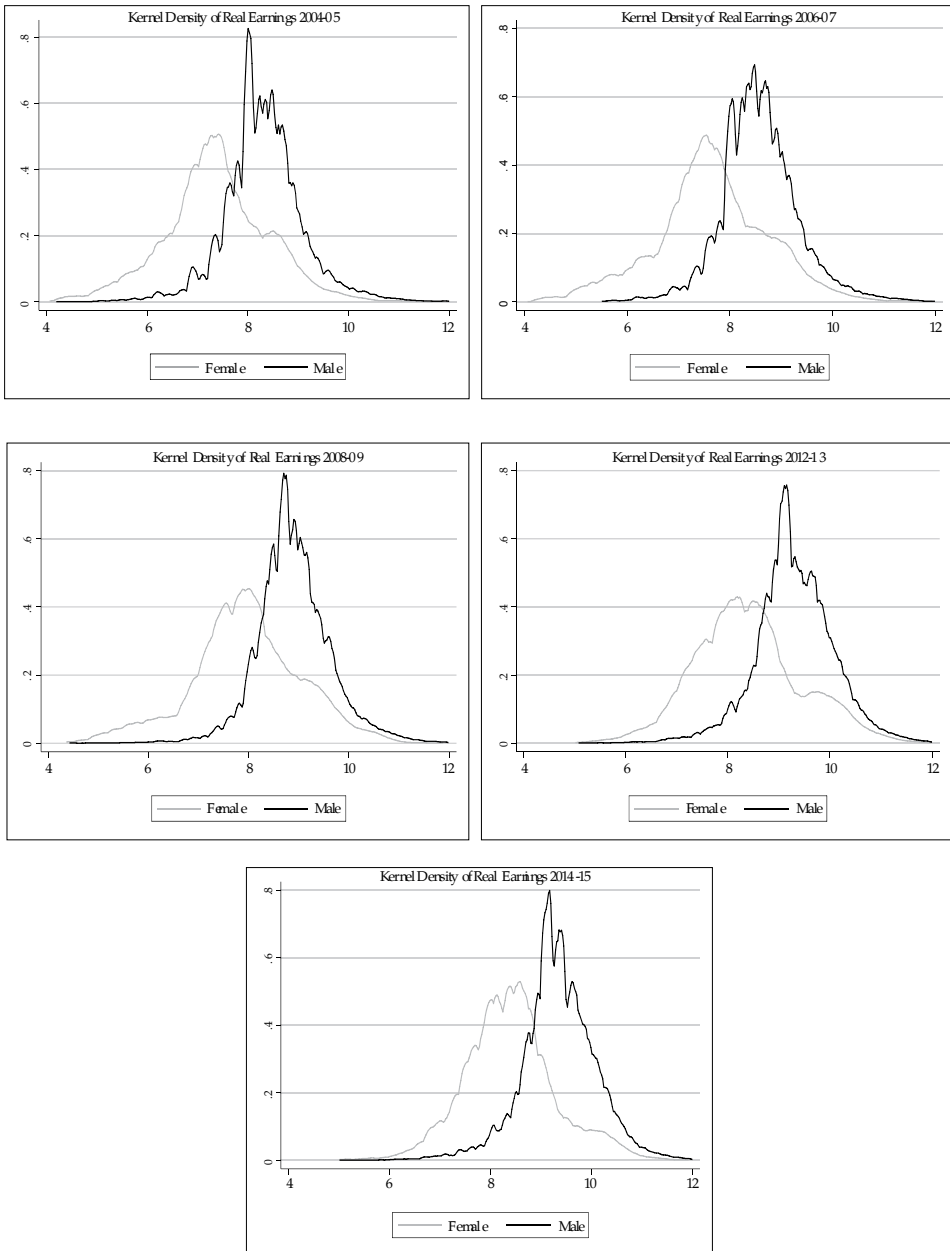 Kernel Density of Real Earnings 2004-05
.8
.6
.4
.2
0
4 6 8 10 12
Female Male
Kernel Density of Real Earnings 2006-07
.8
.6
.4
.2
0
4 6 8 10 12
Female Male
Kernel Density of Real Earnings 2008-09
.8
.6
.4
.2
0
4 6 8 10 12
Female Male
Kernel Density of Real Earnings 2012-13
.8
.6
.4
.2
0
4 6 8 10 12
Female Male
Kernel Density of Real Earnings 2014-15
.8
.6
.4
.2
0
4 6 8 10 12
Female Male